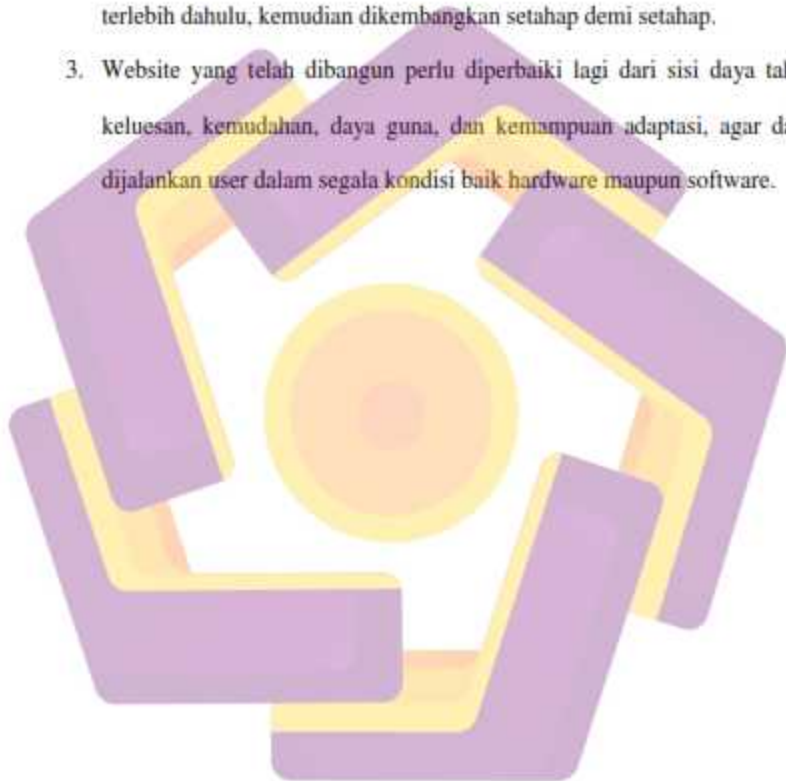 terlebih dahulu, kemudian dikembangkan setahap demi setahap.
3. Website yang telah dibangun perlu diperbaiki lagi dari sisi daya
keluesan, kemudahan, daya guna, dan kemampuan adaptasi, agar
dijalankan user dalam segala kondisi baik hardware maupun software.